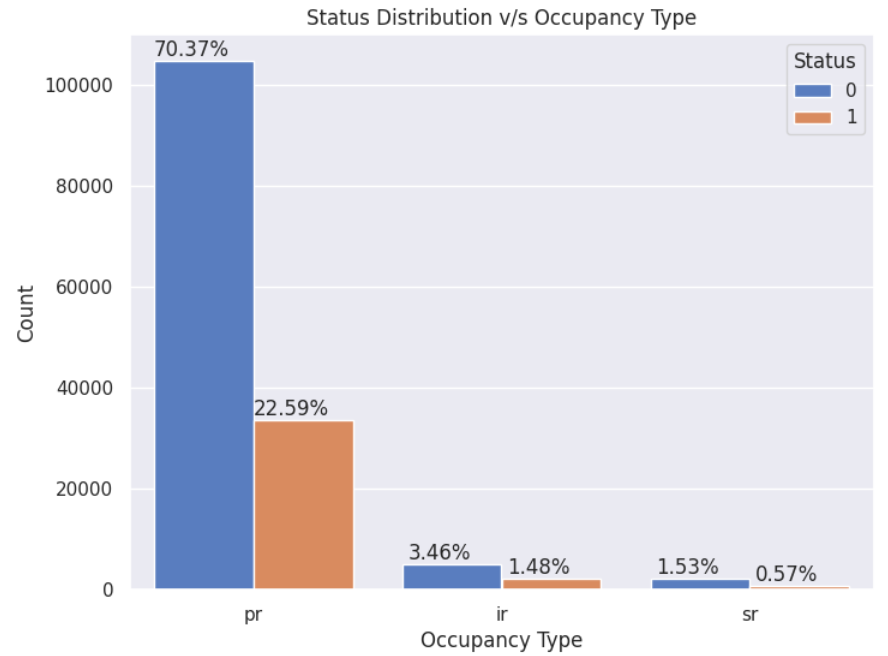 Status Distribution v/s Occupancy Type
70.37%
22.59%
3.46%
1.48%
1.53%
0.57%
Status
0
1
Count
100000
80000
60000
40000
20000
0
pr
ir
sr
Occupancy Type